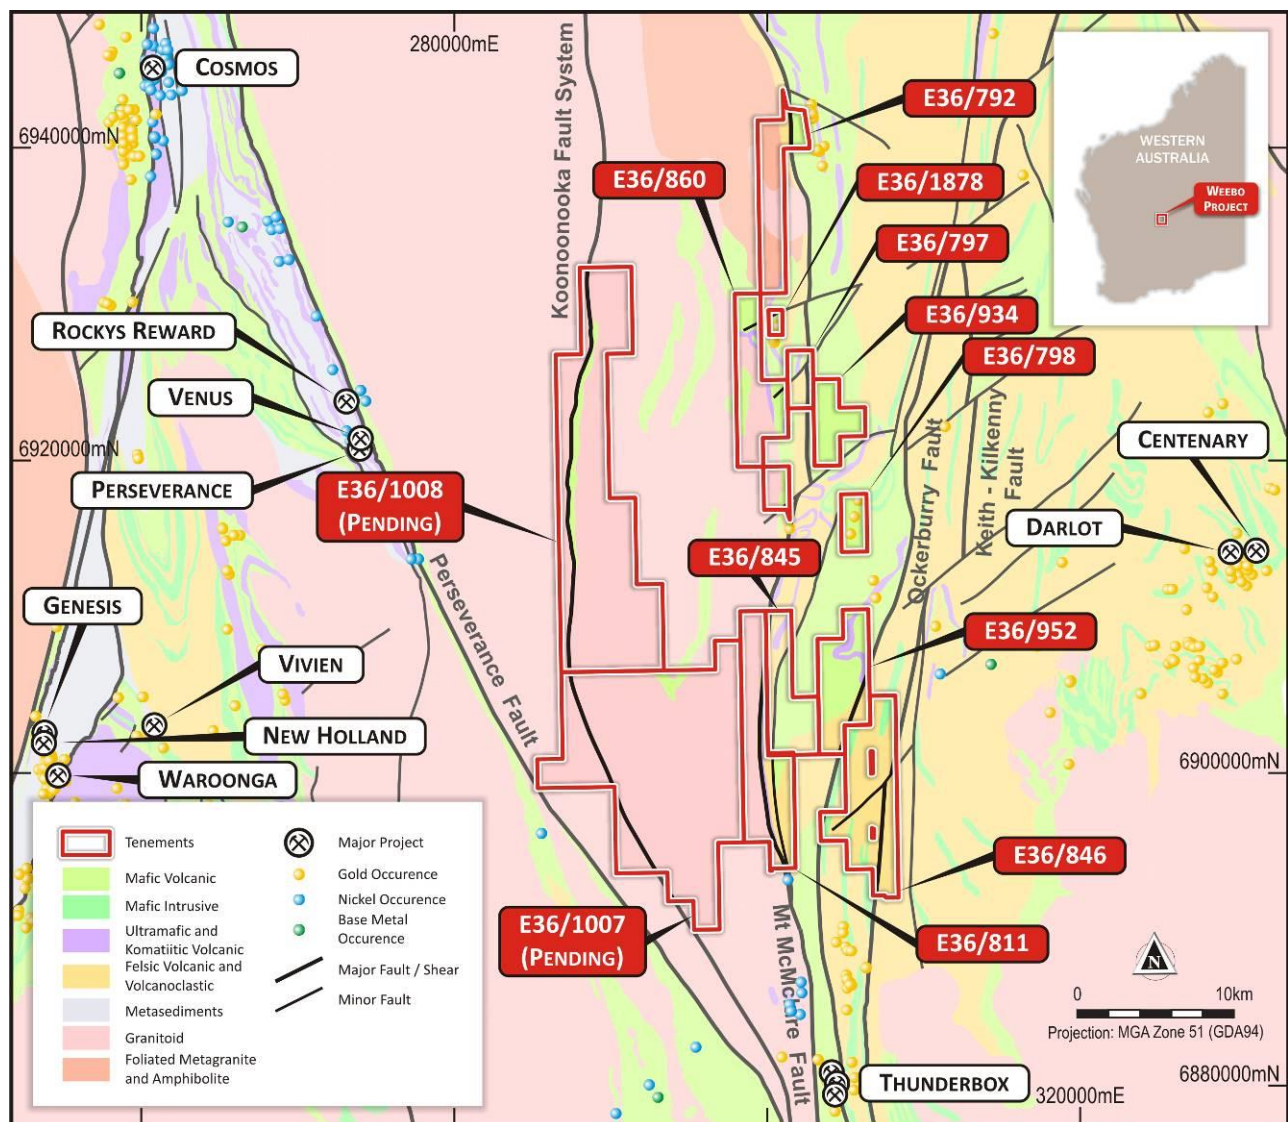 280000mE
COSMOS
6940000mN
Koonoonooka Fault System
E36/792
E36/860
E36/1878
E36/797
E36/934
E36/798
WESTERN
AUSTRALIA
WEEBO
PROJECT
ROCKYS REWARD
VENUS
6920000mN
PERSEVERANCE
E36/1008
(PENDING)
CENTENARY
DARLOT
Ockerburry Fault
Keith - Kilkenny
Fault
E36/845
GENESIS
Perseverance Fault
E36/952
VIVIEN
NEW HOLLAND
WAROONGA
6900000mN
Tenements
Mafic Volcanic
Mafic Intrusive
Ultramafic and
Komatiitic Volcanic
Felsic Volcanic and
Volcanoclastic
Metasediments
Granitoid
Foliated Metagranite
and Amphibolite
Major Project
Gold Occurence
Nickel Occurence
Base Metal
Occurence
Major Fault / Shear
Minor Fault
E36/846
E36/1007
(PENDING)
E36/811
Mt McMclire Fault
N
0
10km
Projection: MGA Zone 51 (GDA94)
THUNDERBOX
6880000mN
320000mE